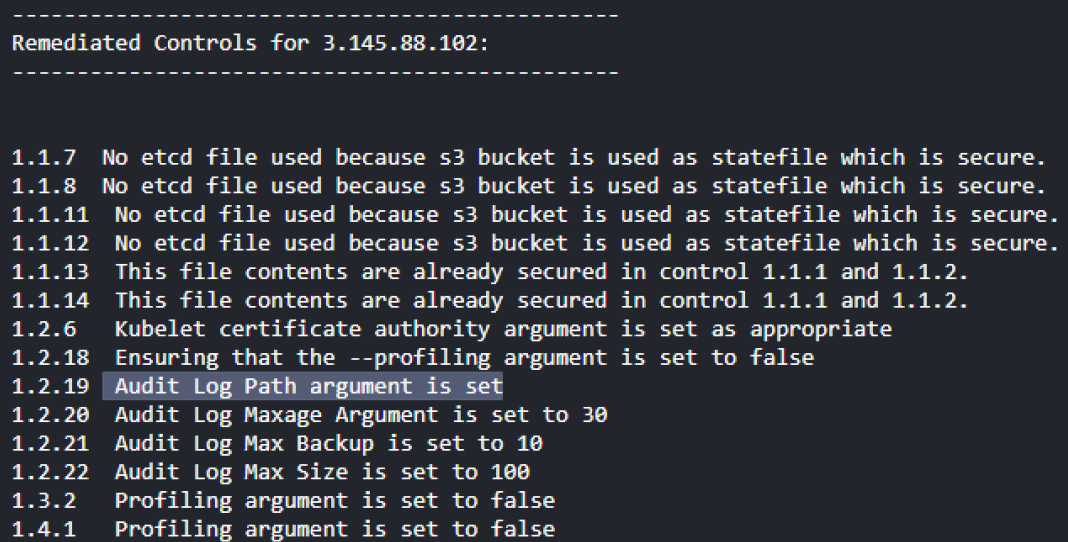 -----------------------------------------------
Remediated Controls for 3.145.88.102:
-----------------------------------------------
1.1.7  No etcd file used because s3 bucket is used as statefile which is secure.
1.1.8  No etcd file used because s3 bucket is used as statefile which is secure.
1.1.11  No etcd file used because s3 bucket is used as statefile which is secure.
1.1.12  No etcd file used because s3 bucket is used as statefile which is secure.
1.1.13  This file contents are already secured in control 1.1.1 and 1.1.2.
1.1.14  This file contents are already secured in control 1.1.1 and 1.1.2.
1.2.6   Kubelet certificate authority argument is set as appropriate
1.2.18  Ensuring that the --profiling argument is set to false
1.2.19  Audit Log Path argument is set
1.2.20  Audit Log Maxage Argument is set to 30
1.2.21  Audit Log Max Backup is set to 10
1.2.22  Audit Log Max Size is set to 100
1.3.2   Profiling argument is set to false
1.4.1   Profiling argument is set to false